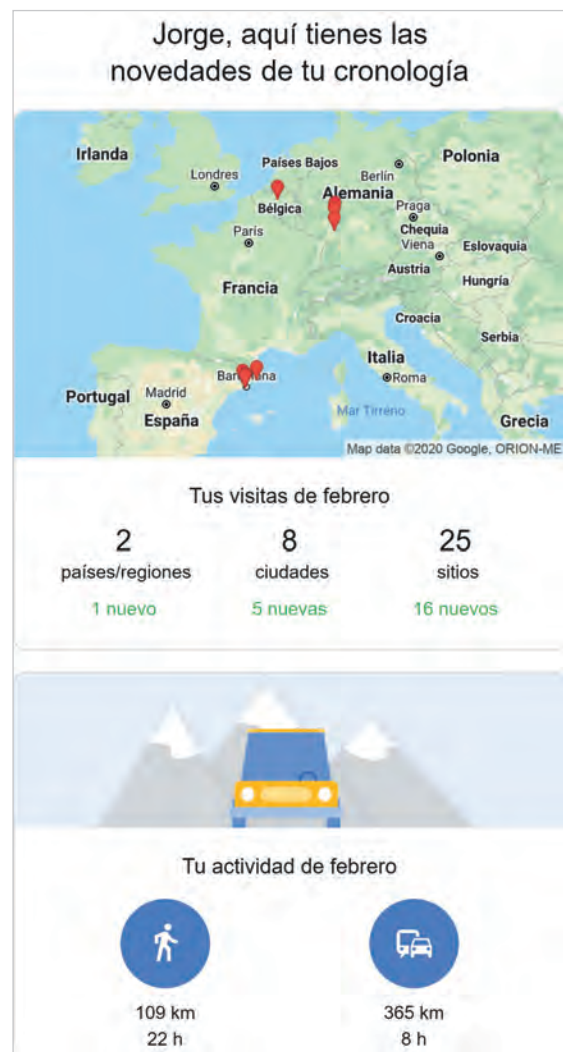 Jorge, aquí tienes las
novedades de tu cronología
Irlanda
Londres
Países Bajos
Berlín
Polonia
Bélgica
Alemania
Praga
París
Chequia
Viena
Eslovaquia
Austria
Hungría
Francia
Croacia
Serbia
Italia
Barcelona
Roma
Portugal
Madrid
España
Mar Tirreno
Grecia
Map data ©2020 Google, ORION-ME
Tus visitas de febrero
2 8 25
países/regiones ciudades sitios
1 nuevo 5 nuevas 16 nuevos
Tu actividad de febrero
109 km 365 km
22 h 8 h